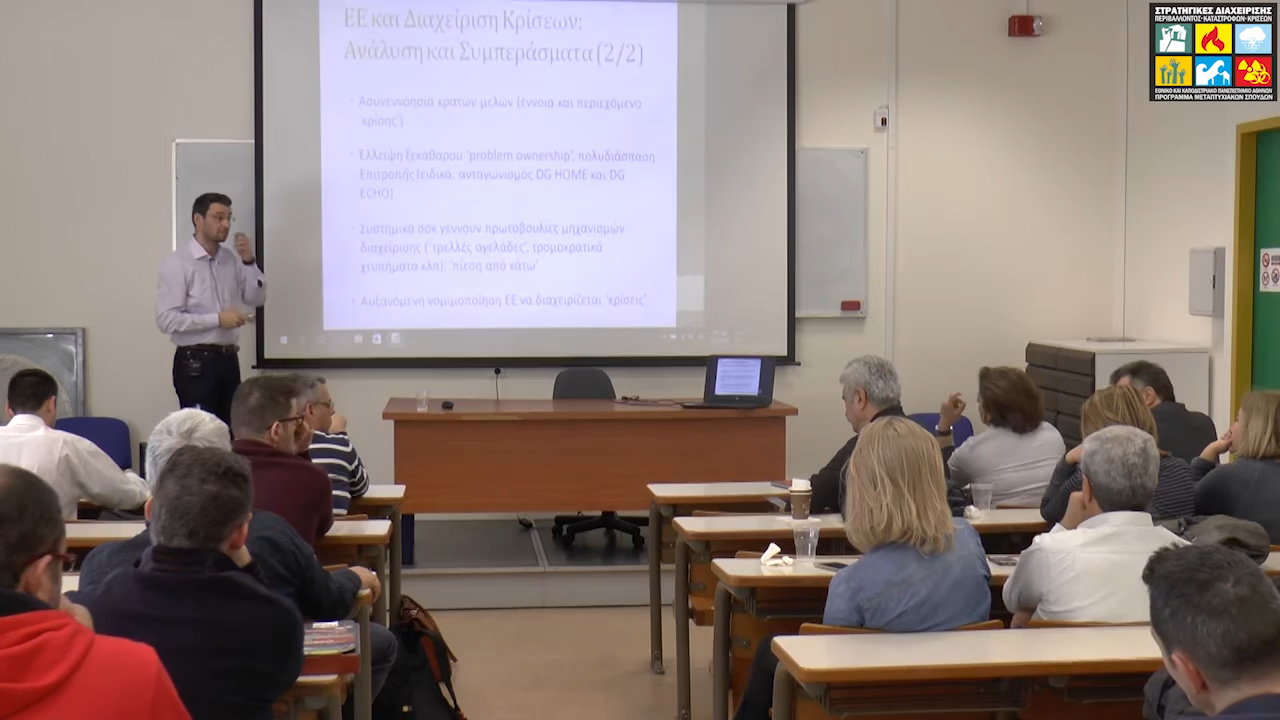 ΕΕ και Διαχείριση Κρίσεων:
Ανάλυση και Συμπεράσματα (2/2)
Ασυνεννοησία κρατών μελών (έννοια και περιεχόμενο
'κρίσης')
Έλλειψη ξεκάθαρου 'problem ownership', πολυδιάσπαση
Επιτροπής (ειδικά, ανταγωνισμός DG HOME και DG
ECHO)
Συστημικά σοκ γεννούν πρωτοβουλίες μηχανισμών
διαχείρισης ( 'τρελλές αγελάδες', τρομοκρατικά
χτυπήματα κλπ). 'πίεση από κάτω'
Αυξανόμενη νομιμοποίηση ΕΕ να διαχειρίζεται 'κρίσεις'
ΣΤΡΑΤΗΓΙΚΕΣ ΔΙΑΧΕΙΡΙΣΗΣ
ΠΕΡΙΒΑΛΛΟΝΤΟΣ-ΚΑΤΑΣΤΡΟΦΩΝ-ΚΡΙΣΕΩΝ
ΕΘΝΙΚΟ ΚΑΙ ΚΑΠΟΔΙΣΤΡΙΑΚΟ ΠΑΝΕΠΙΣΤΗΜΙΟ ΑΘΗΝΩΝ
ΠΡΟΓΡΑΜΜΑ ΜΕΤΑΠΤΥΧΙΑΚΩΝ ΣΠΟΥΔΩΝ